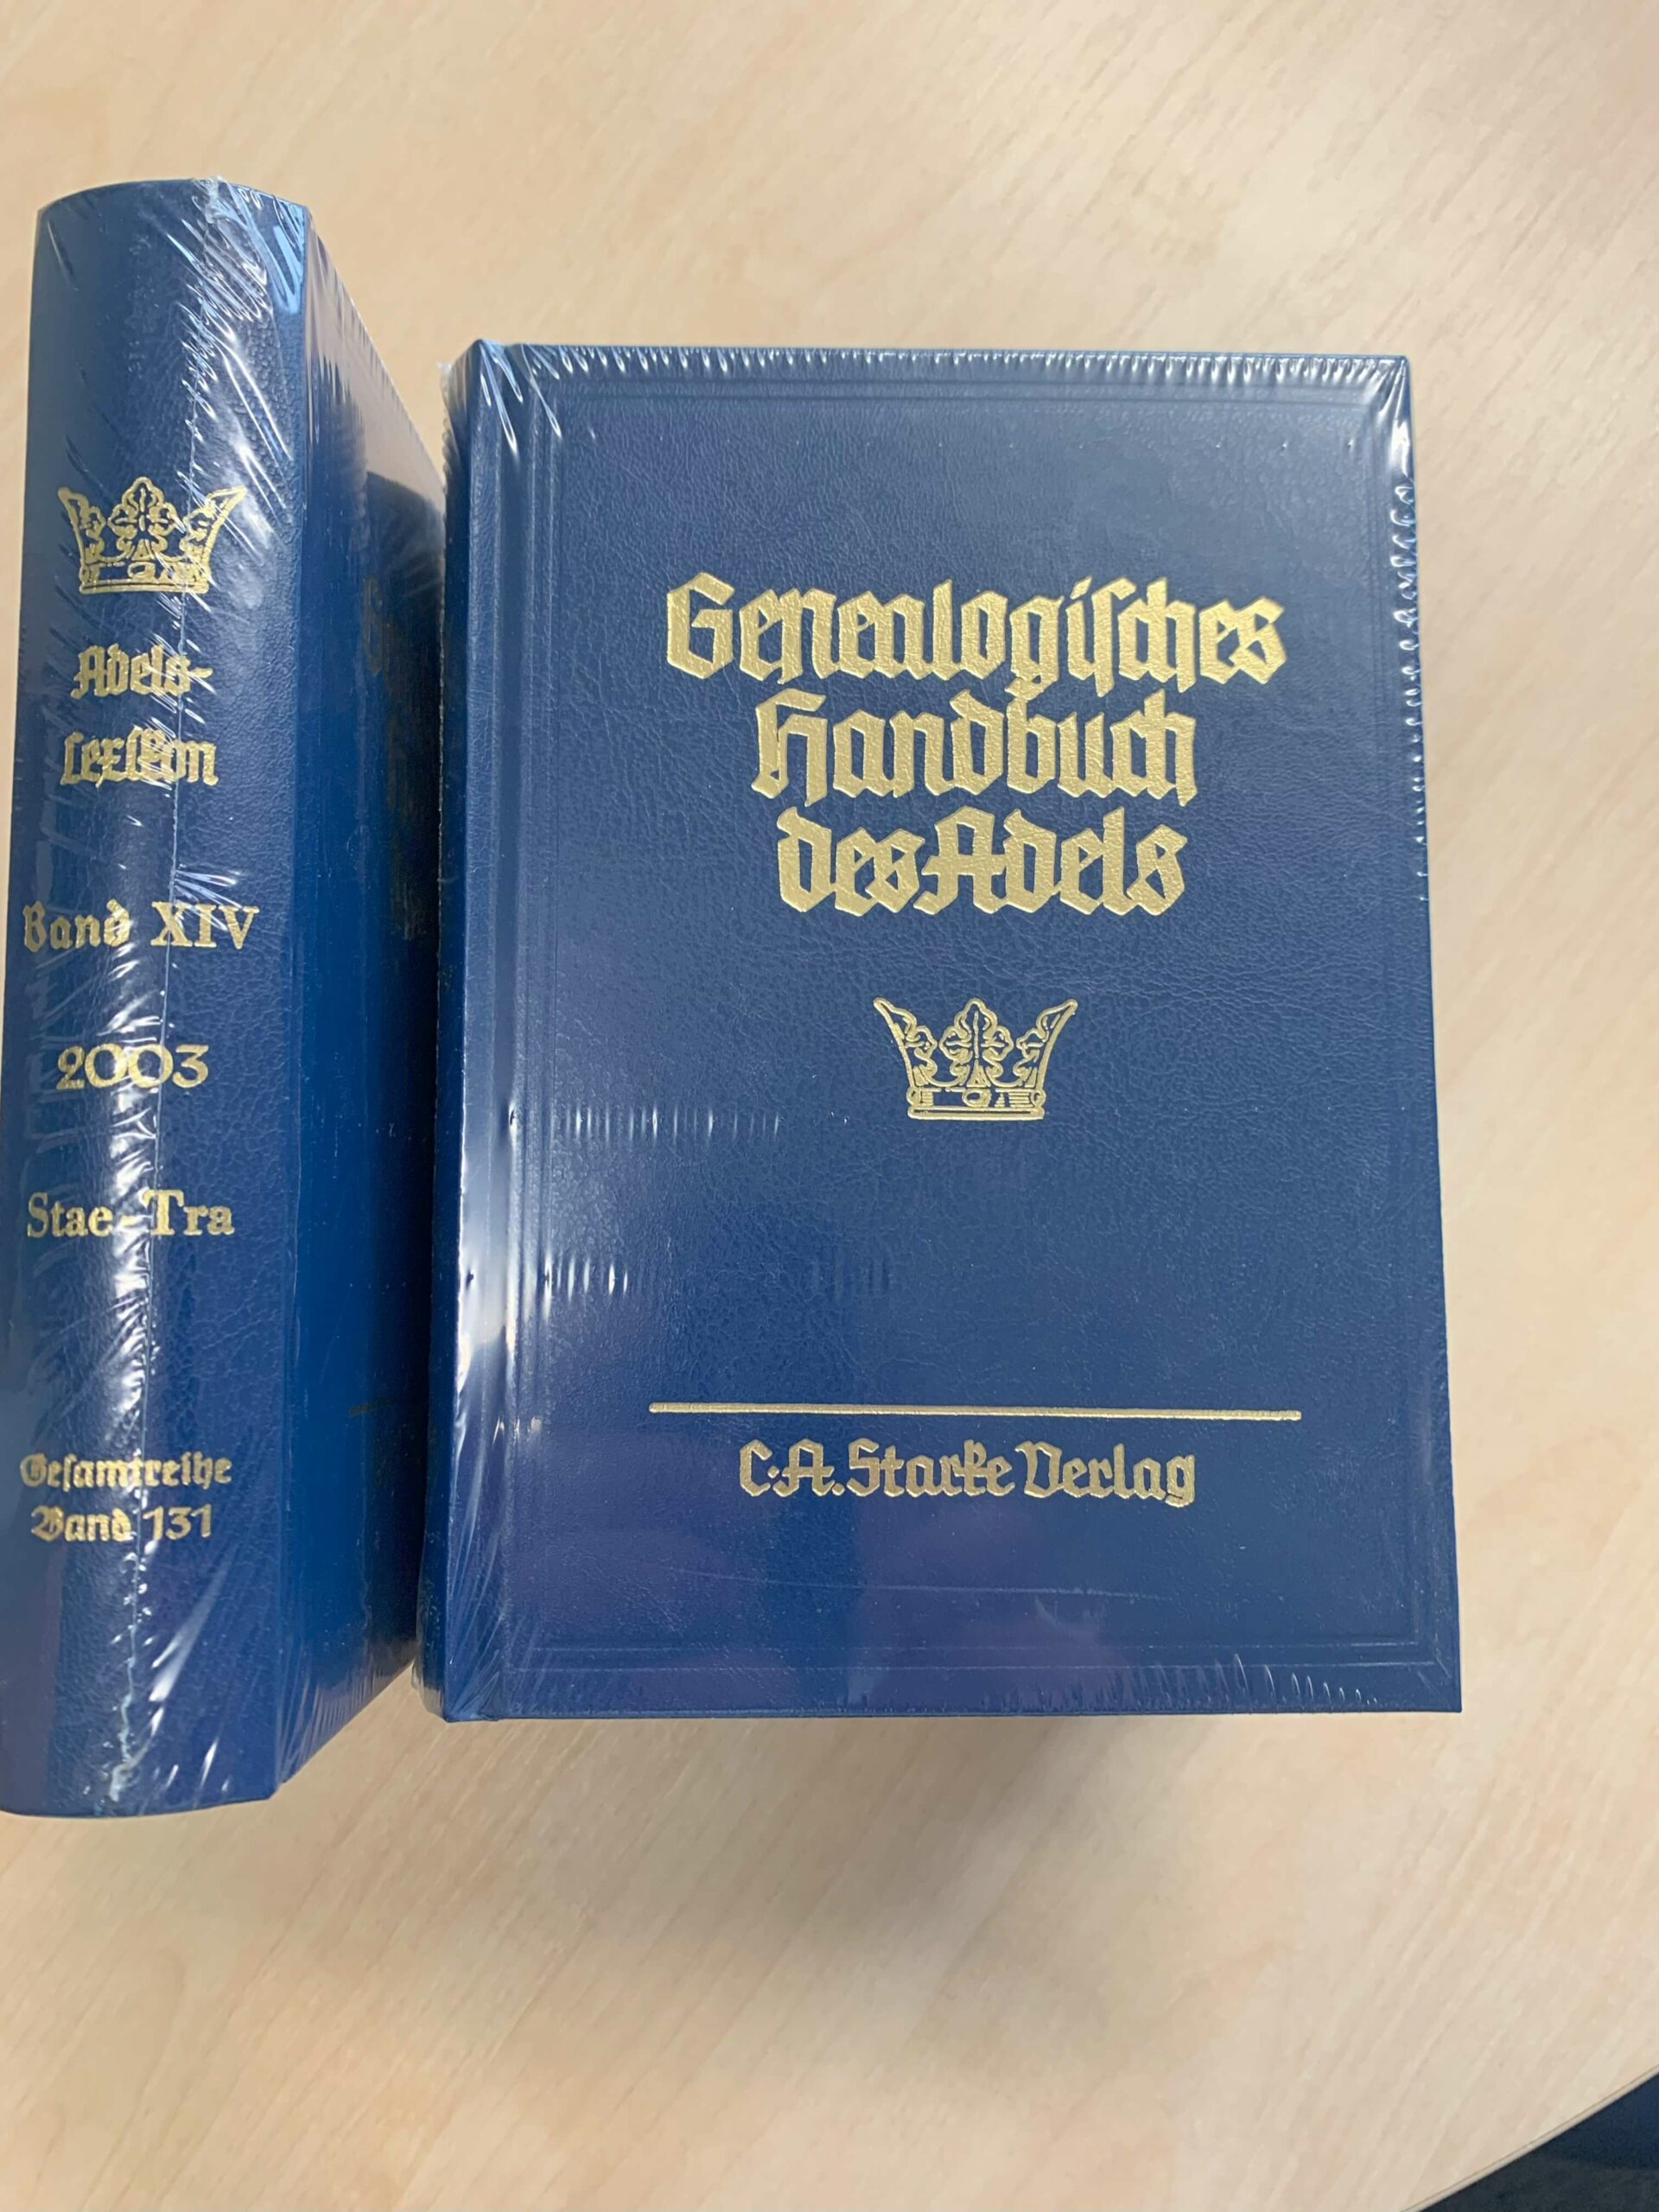 Adels-
Lexikon
Band XIV
2003
Stae-Tra
Gesamtreihe
Band 131
Genealogisches
Handbuch
des Adels
C.A. Starke Verlag